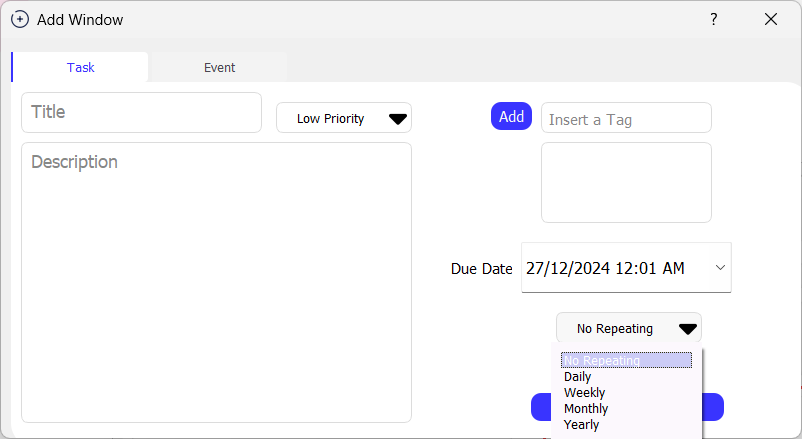 Add Window
?
Task
Event
Title
Low Priority
Add
Insert a Tag
Description
Due Date
27/12/2024 12:01 AM
No Repeating
No Repeating
Daily
Weekly
Monthly
Yearly